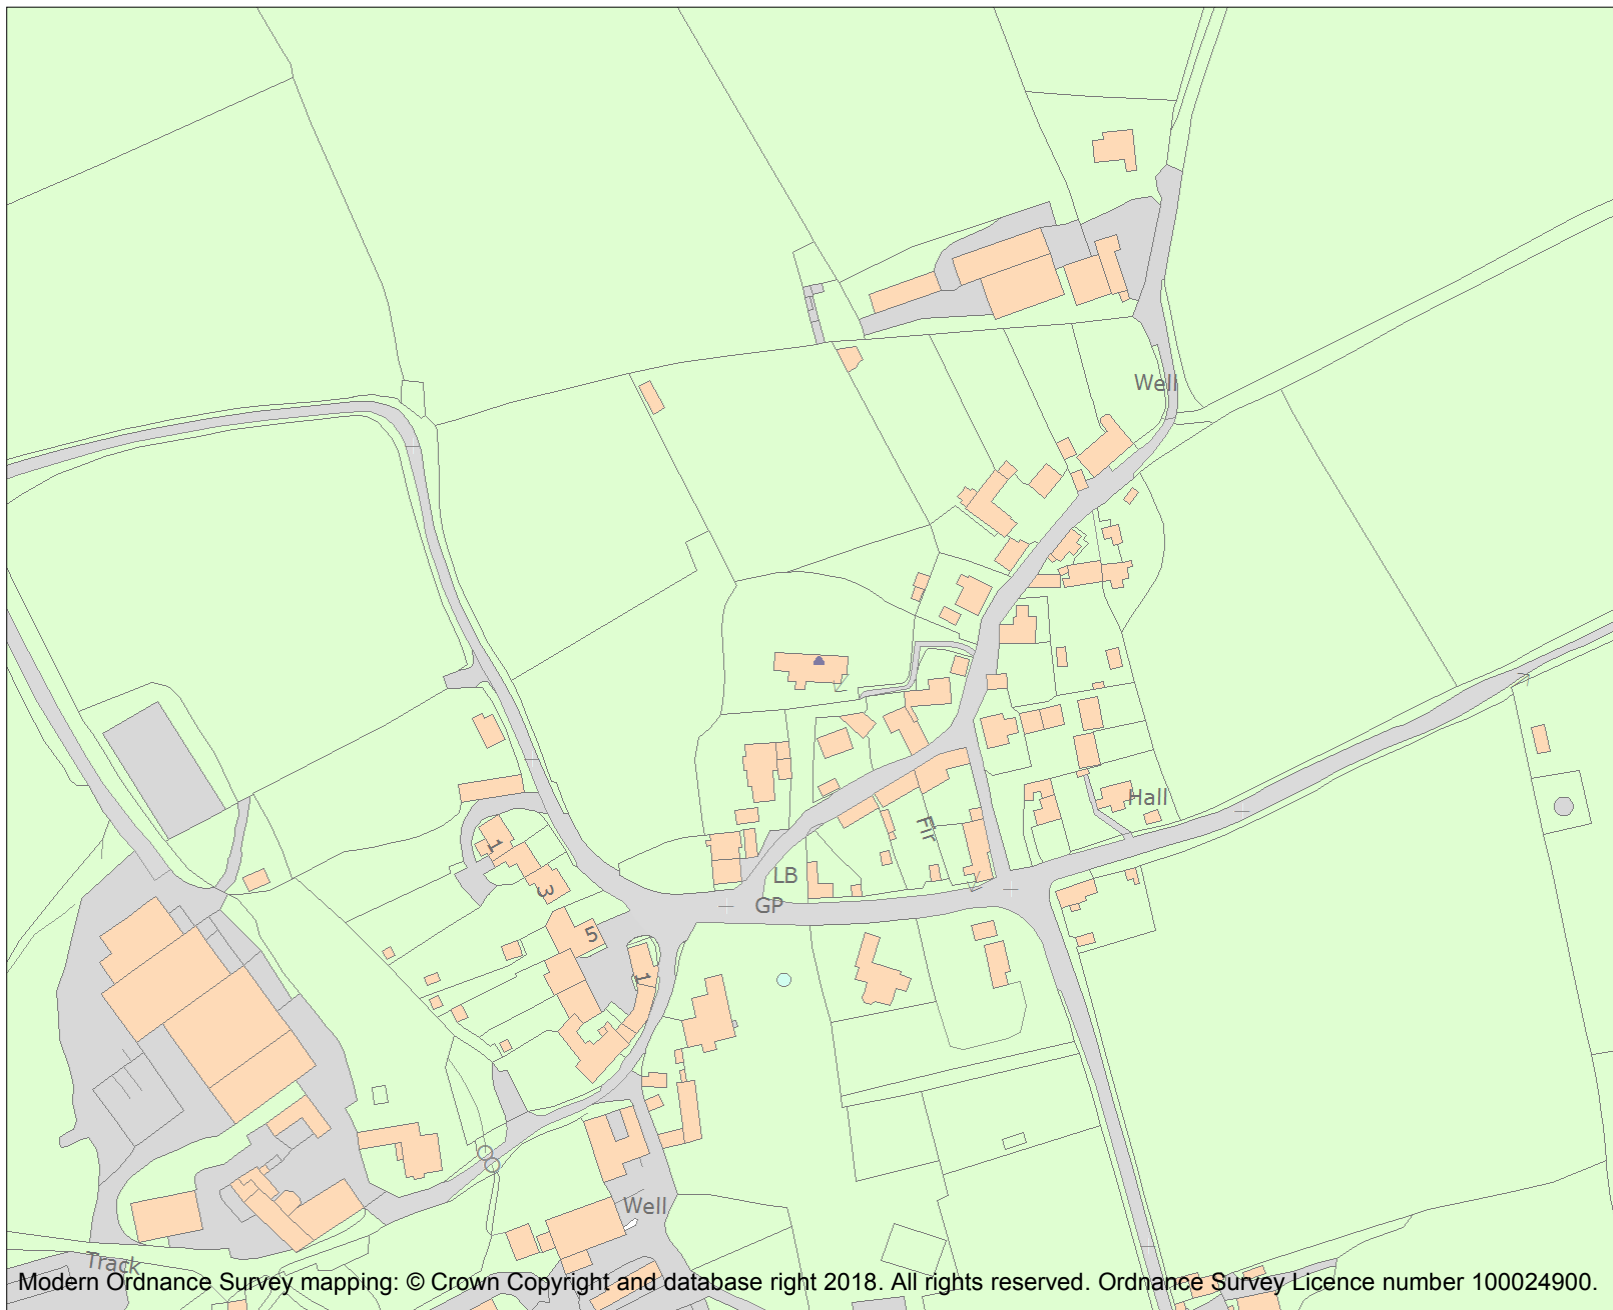 Well
Hall
Flr
1
LB
3
GP
5
1
Well
Track
Modern Ordnance Survey mapping: © Crown Copyright and database right 2018. All rights reserved. Ordnance Survey Licence number 100024900.